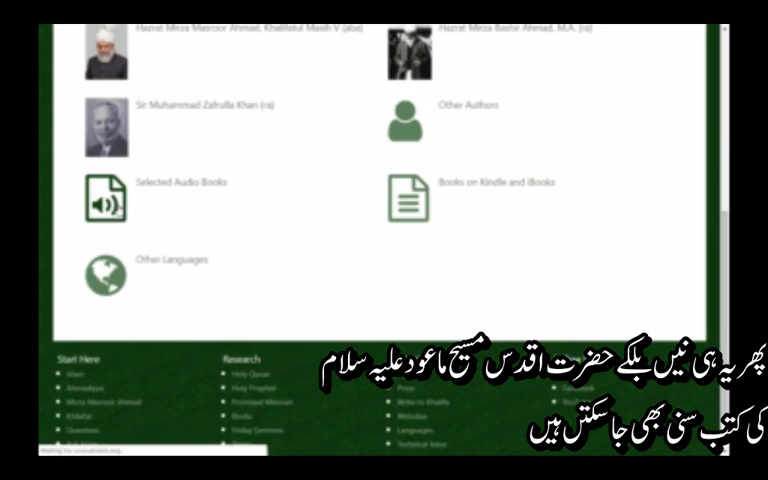 Hazrat Mirza Masroor Ahmad, Khalifatul Masih V (aba)
Hazrat Mirza Bashir Ahmad, M.A. (ra)
Sir Muhammad Zafrulla Khan (ra)
Other Authors
Selected Audio Books
Books on Kindle and iBooks
Other Languages
Start Here
Research
Islam
Holy Quran
Ahmadiyya
Holy Prophet
Press
Facebook
Mirza Masroor Ahmad
Promised Messiah
Write to Khalifa
Khilafat
Books
Websites
Questions
Friday Sermons
Languages
Technical Issue
پھر یہ ہی نہیں بلکے حضرت اقدس مسیح ماعود علیہ سلام
کی کتب سنی بھی جا سکتں ہیں